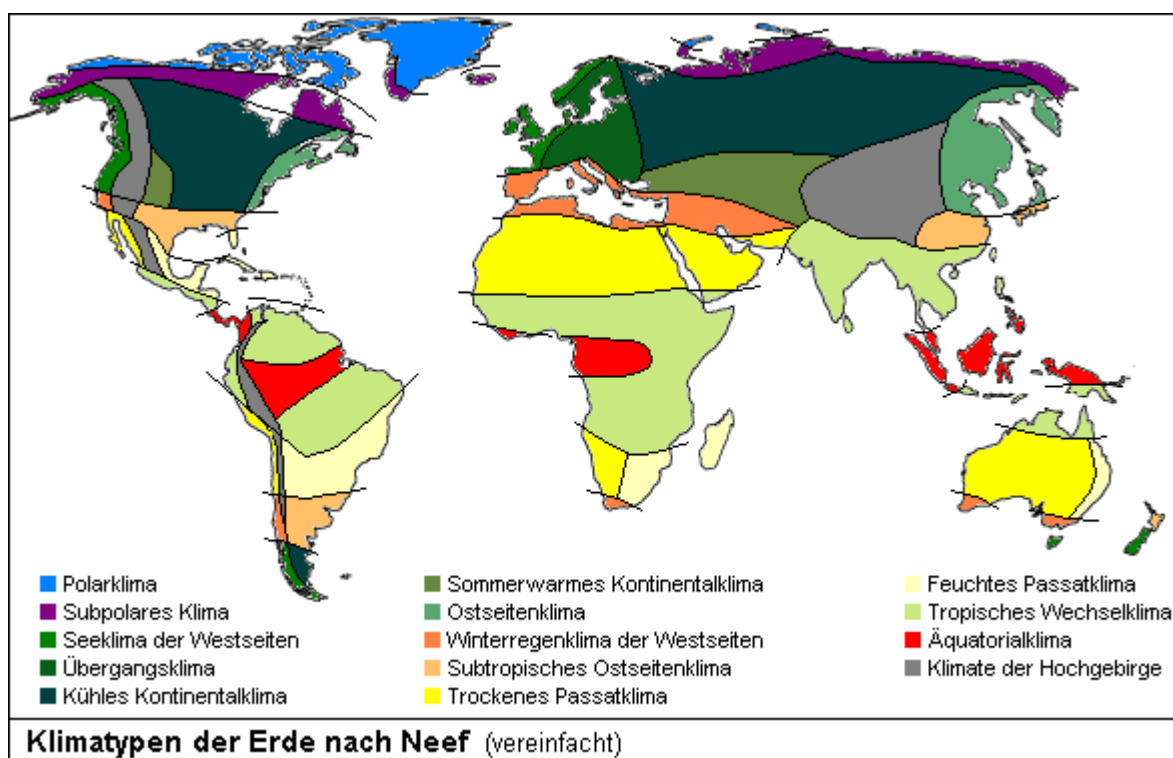 Polarklima
Subpolares Klima
Seeklima der Westseiten
Übergangsklima
Kühles Kontinentalklima
Sommerwarmes Kontinentalklima
Ostseitenklima
Winterregenklima der Westseiten
Subtropisches Ostseitenklima
Trockenes Passatklima
Feuchtes Passatklima
Tropisches Wechselklima
Äquatorialklima
Klimate der Hochgebirge
Klimatypen der Erde nach Neef (vereinfacht)